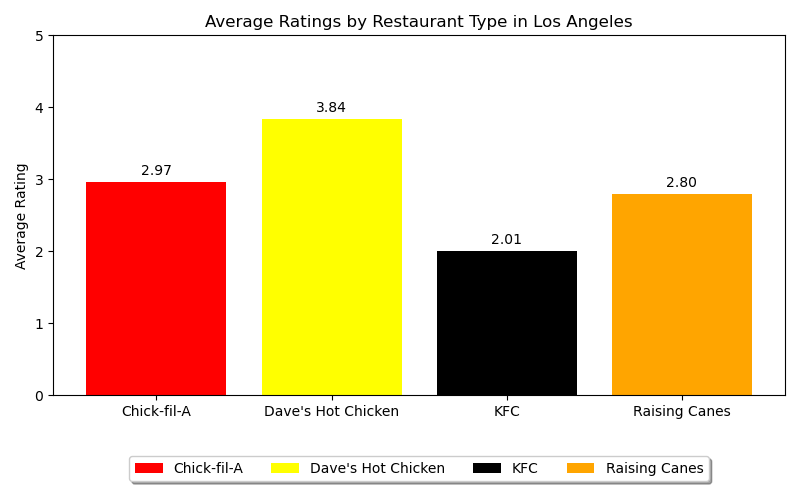 Average Ratings by Restaurant Type in Los Angeles
5
4
3
2
1
0
Average Rating
2.97
3.84
2.01
2.80
Chick-fil-A
Dave's Hot Chicken
KFC
Raising Canes
Chick-fil-A
Dave's Hot Chicken
KFC
Raising Canes